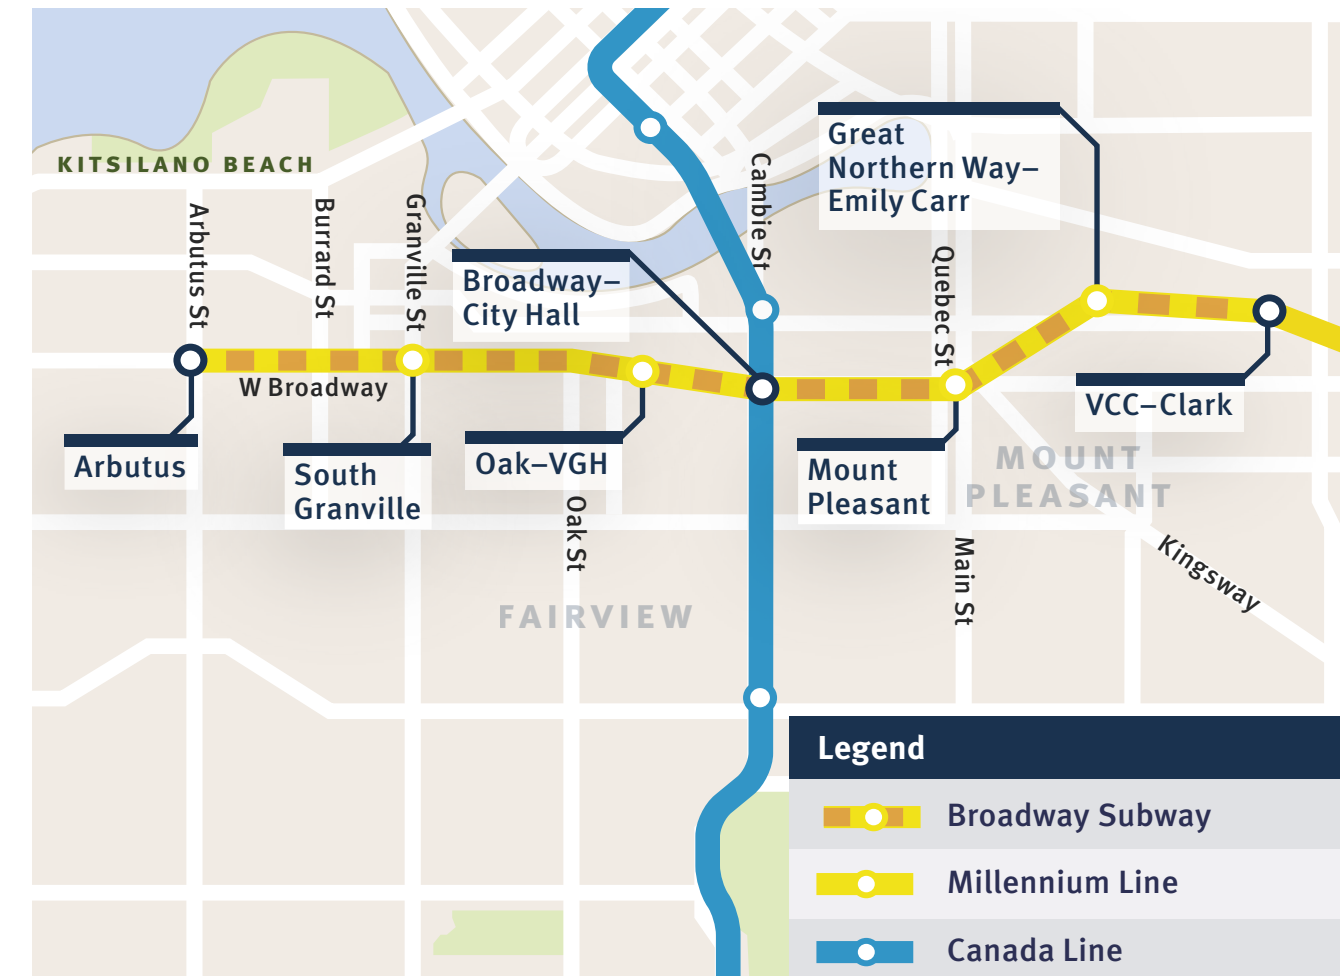 KITSILANO BEACH
Arbutus St
Burrard St
Granville St
Cambie St
Quebec St
Great
Northern Way–
Emily Carr
Broadway–
City Hall
W Broadway
VCC–Clark
Arbutus
South
Granville
Oak–VGH
Mount
Pleasant
MOUNT
PLEASANT
Oak St
Main St
Kingsway
FAIRVIEW
Legend
Broadway Subway
Millennium Line
Canada Line